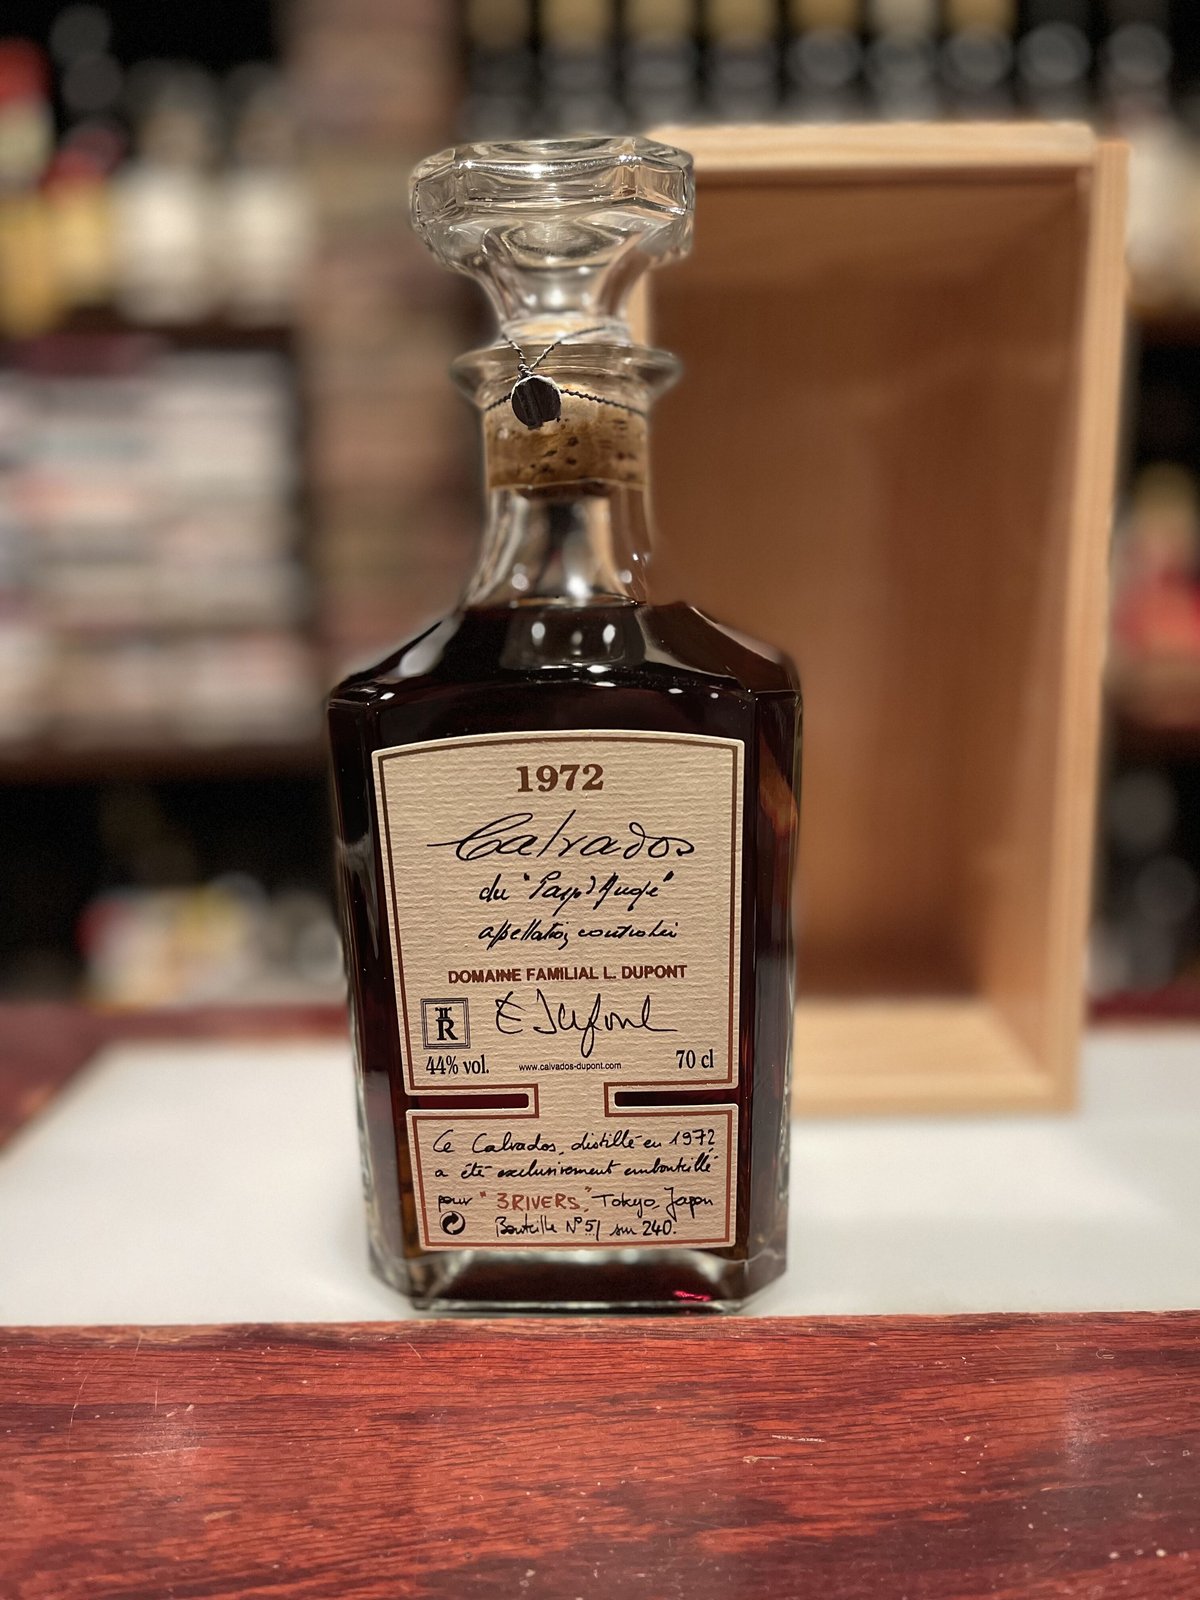 1972
Calvados
du "Pays d'Auge"
appellation controlée
DOMAINE FAMILIAL L. DUPONT
E Dupont
R
44% vol.
www.calvados-dupont.com
70 cl
Ce Calvados, distillé en 1972
a été exclusivement embouteillé
pour "3RIVERS," Tokyo, Japon
Bouteille N° 51 sur 240.